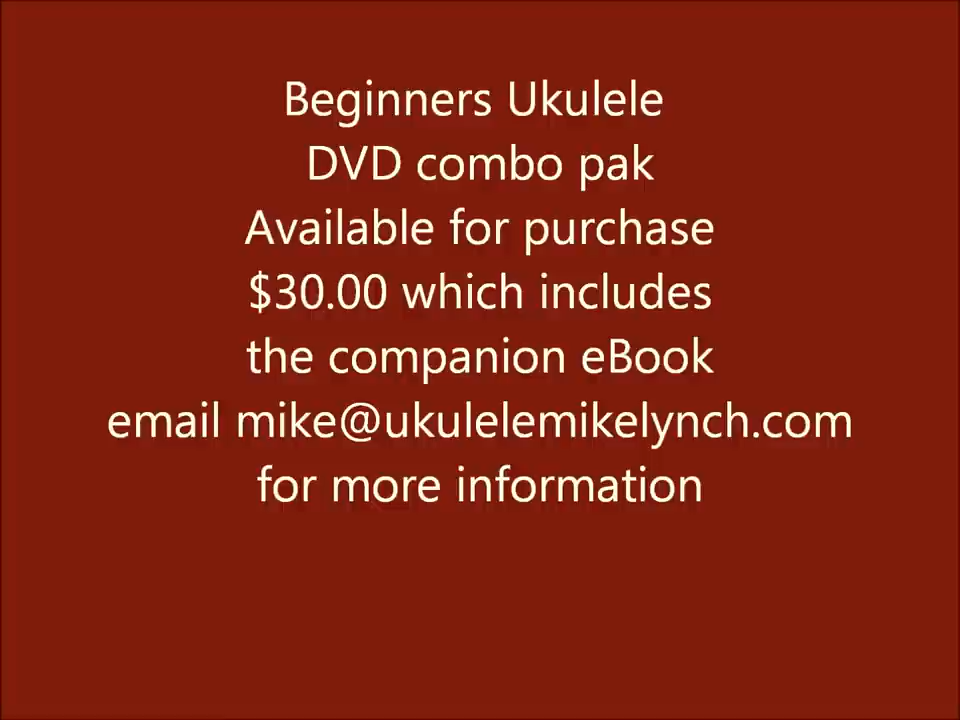 Beginners Ukulele
DVD combo pak
Available for purchase
$30.00 which includes
the companion eBook
email mike@ukulelemikelynch.com
for more information